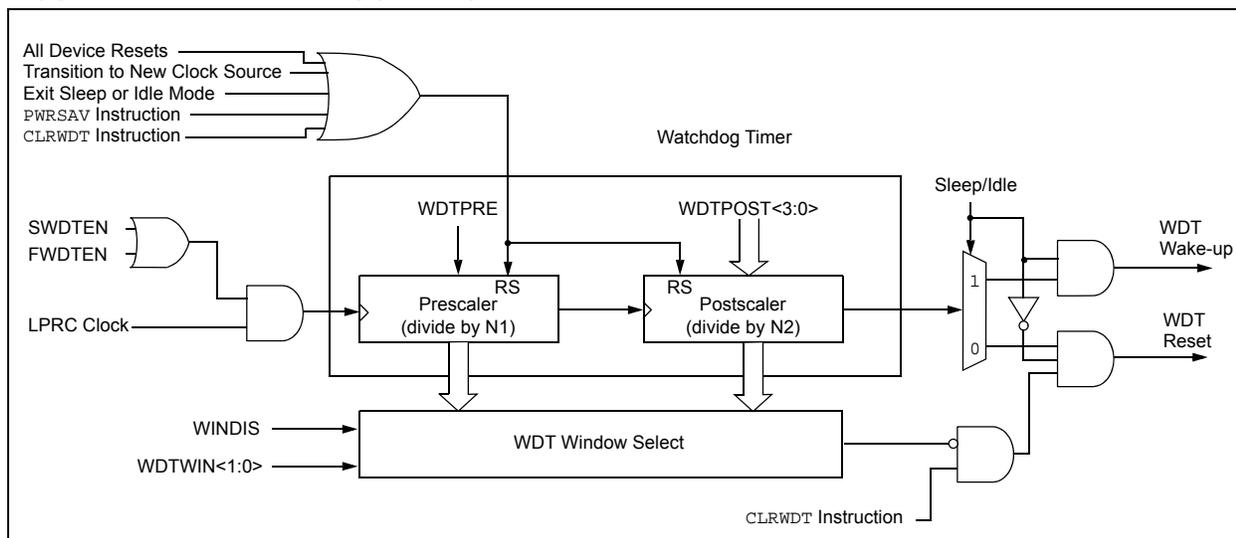 All Device Resets
Transition to New Clock Source
Exit Sleep or Idle Mode
PWRSAV Instruction
CLRWDT Instruction
Watchdog Timer
Sleep/Idle
WDTPRE
WDTPOST<3:0>
SWDTEN
FWDTEN
WDT
Wake-up
RS
Prescaler
(divide by N1)
RS
Postscaler
(divide by N2)
1
0
LPRC Clock
WDT
Reset
WINDIS
WDT Window Select
WDTWIN<1:0>
CLRWDT Instruction